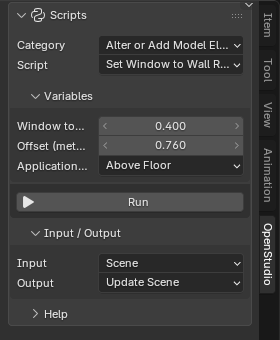 Scripts
Category Alter or Add Model El...
Script Set Window to Wall R...
Variables
Window to... 0.400
Offset (met... 0.760
Application... Above Floor
Run
Input / Output
Input Scene
Output Update Scene
Help
Item
Tool
View
Animation
OpenStudio